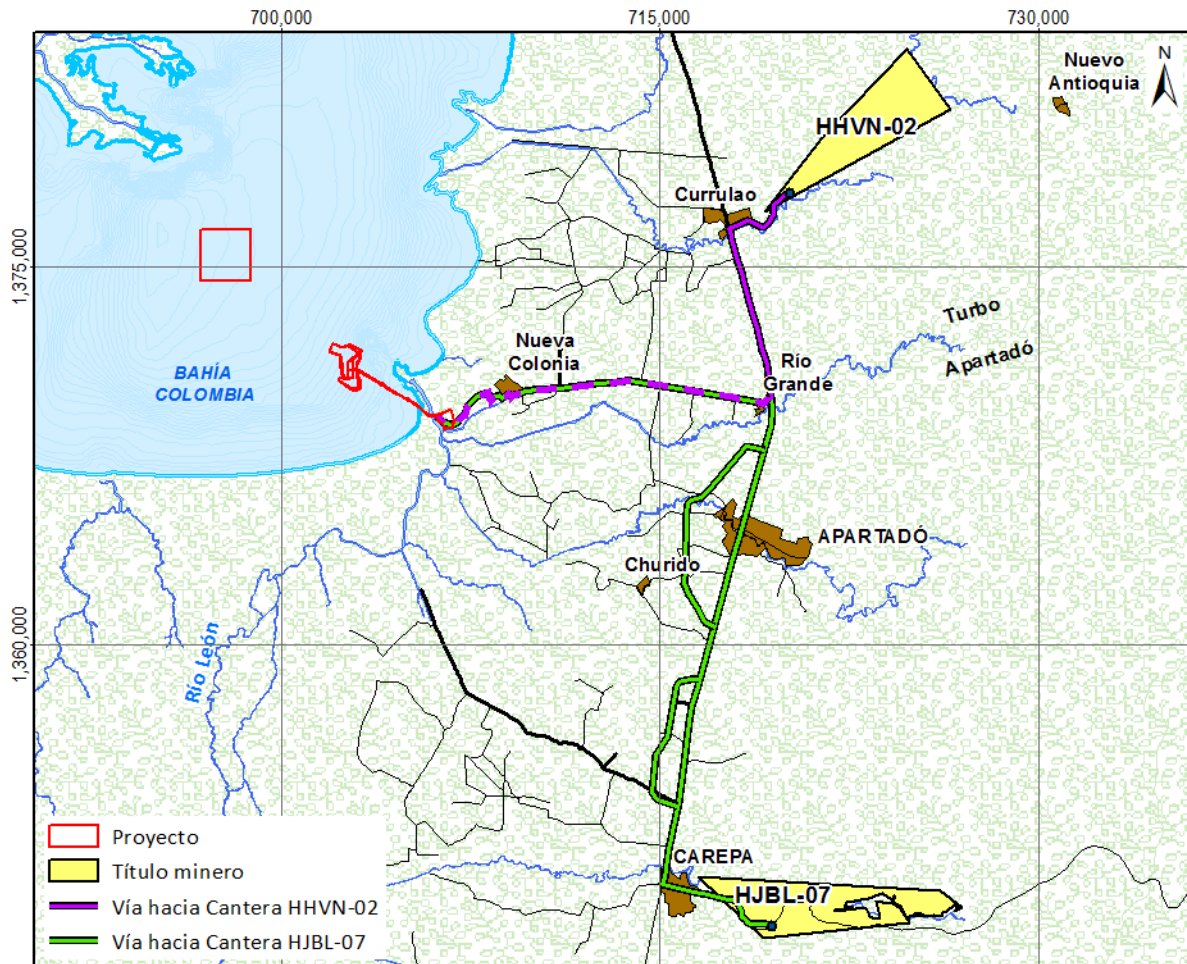 700,000
715,000
730,000
Nuevo
Antioquia
N
HHVN-02
Currulao
1,375,000
Turbo
Apartadó
Nueva
Colonia
Río
Grande
BAHÍA
COLOMBIA
APARTADÓ
Churido
1,360,000
Río León
CAREPA
HJBL-07
Proyecto
Título minero
Vía hacia Cantera HHVN-02
Vía hacia Cantera HJBL-07